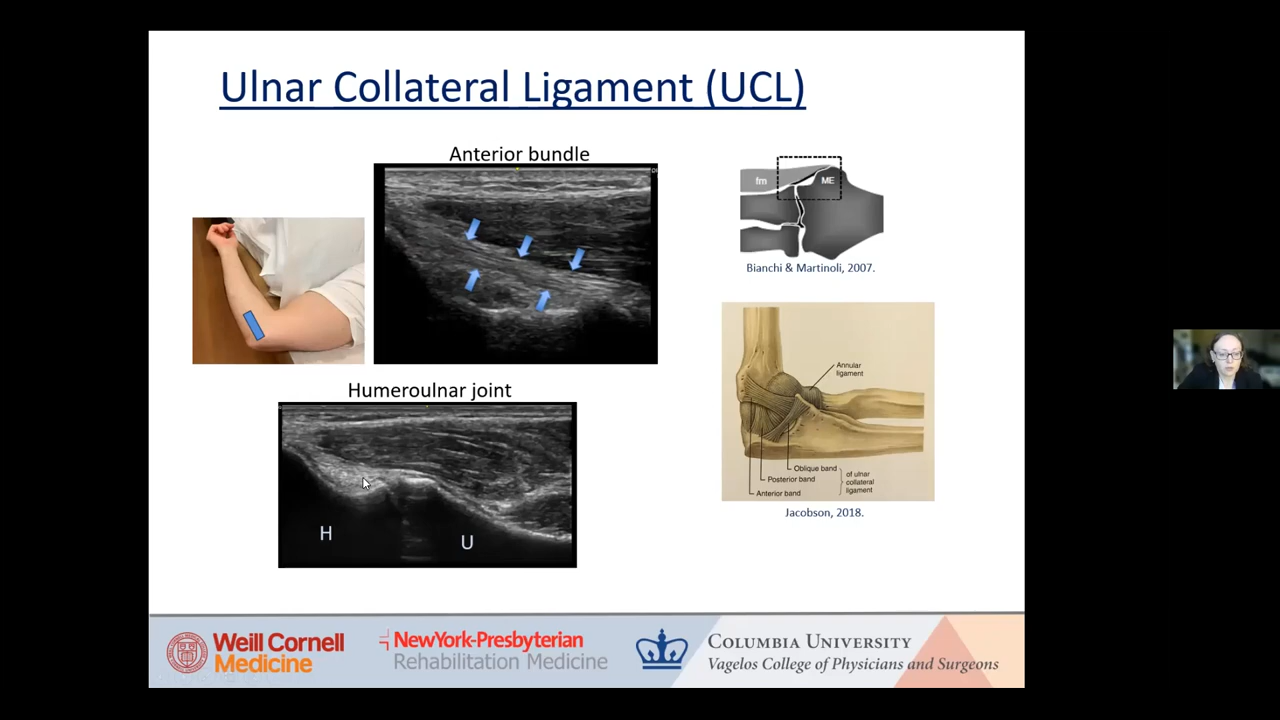 Ulnar Collateral Ligament (UCL)
Anterior bundle
fm
ME
Bianchi & Martinoli, 2007.
Humeroulnar joint
H
U
Annular
ligament
Oblique band
Posterior band
Anterior band
of ulnar
collateral
ligament
Jacobson, 2018.
Weill Cornell
Medicine
NewYork-Presbyterian
Rehabilitation Medicine
COLUMBIA UNIVERSITY
Vagelos College of Physicians and Surgeons